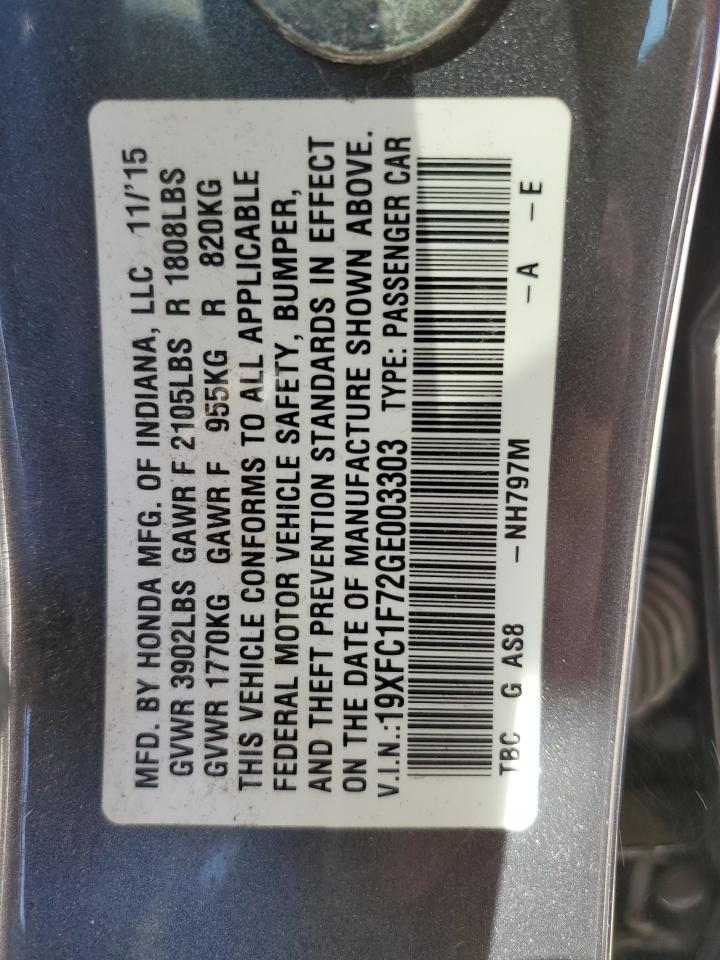 MFD. BY HONDA MFG. OF INDIANA, LLC 11/'15
GVWR 3902LBS GAWR F 2105LBS R 1808LBS
GVWR 1770KG GAWR F 955KG R 820KG
THIS VEHICLE CONFORMS TO ALL APPLICABLE
FEDERAL MOTOR VEHICLE SAFETY, BUMPER,
AND THEFT PREVENTION STANDARDS IN EFFECT
ON THE DATE OF MANUFACTURE SHOWN ABOVE.
V.I.N.:19XFC1F72GE003303 TYPE: PASSENGER CAR
TBC G AS8 -NH797M -A -E